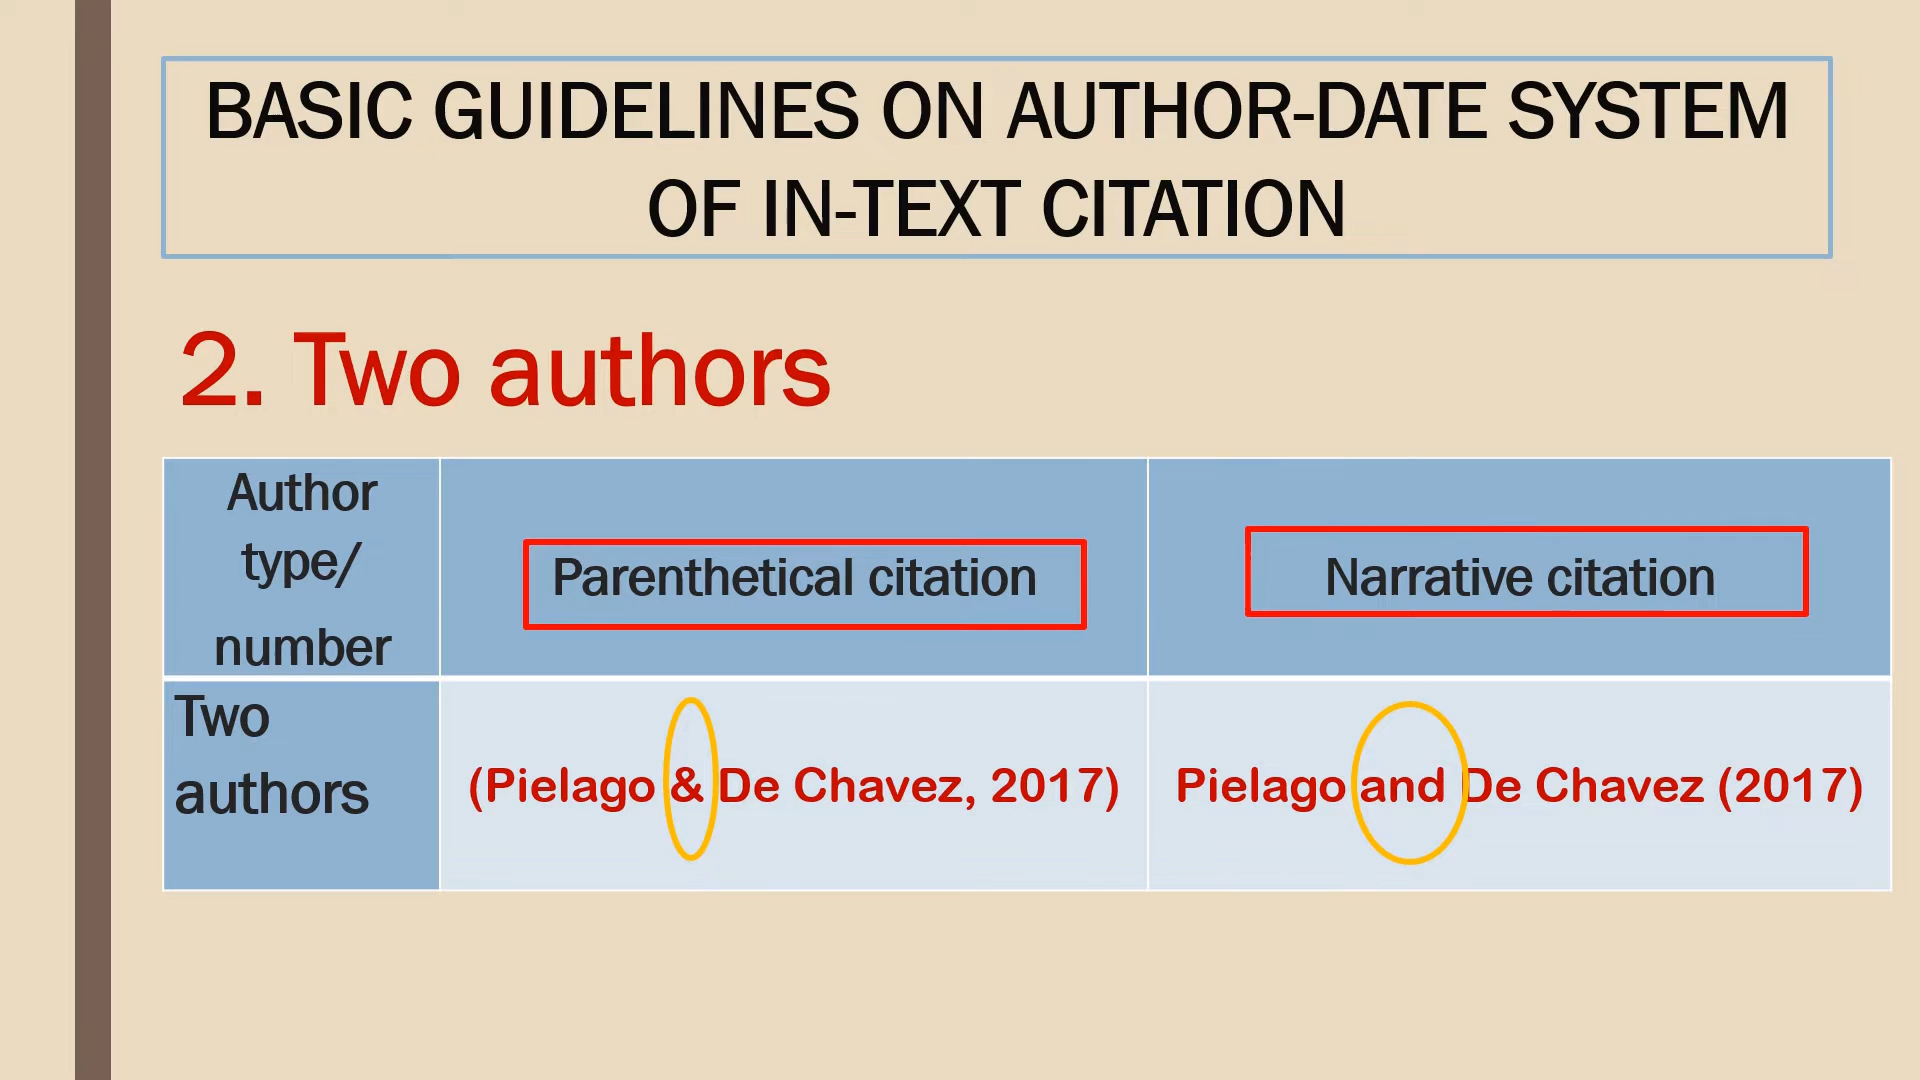 BASIC GUIDELINES ON AUTHOR-DATE SYSTEM
OF IN-TEXT CITATION
2. Two authors
Author
type/
number
Parenthetical citation
Narrative citation
Two
authors
(Pielago & De Chavez, 2017)
Pielago and De Chavez (2017)